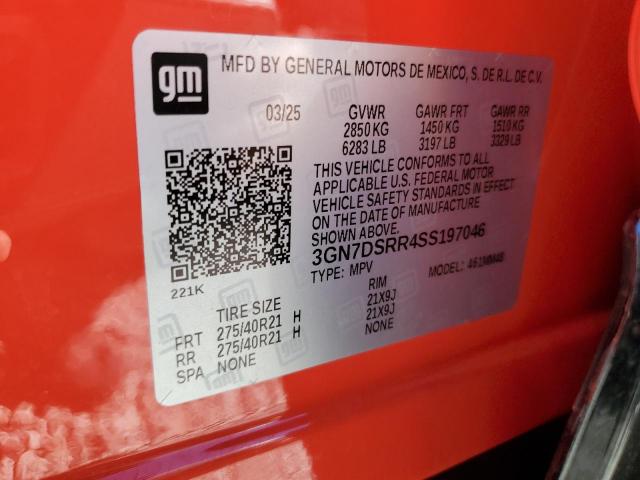 gm
MFD BY GENERAL MOTORS DE MEXICO, S. DE R.L. DE C.V.
03/25 GVWR GAWR FRT GAWR RR
2850 KG 1450 KG 1510 KG
6283 LB 3197 LB 3329 LB
THIS VEHICLE CONFORMS TO ALL
APPLICABLE U.S. FEDERAL MOTOR
VEHICLE SAFETY STANDARDS IN EFFECT
ON THE DATE OF MANUFACTURE
SHOWN ABOVE.
3GN7DSRR4SS197046
TYPE: MPV MODEL:
221K
TIRE SIZE RIM
FRT 275/40R21 H 21X9J
RR 275/40R21 H 21X9J
SPA NONE NONE